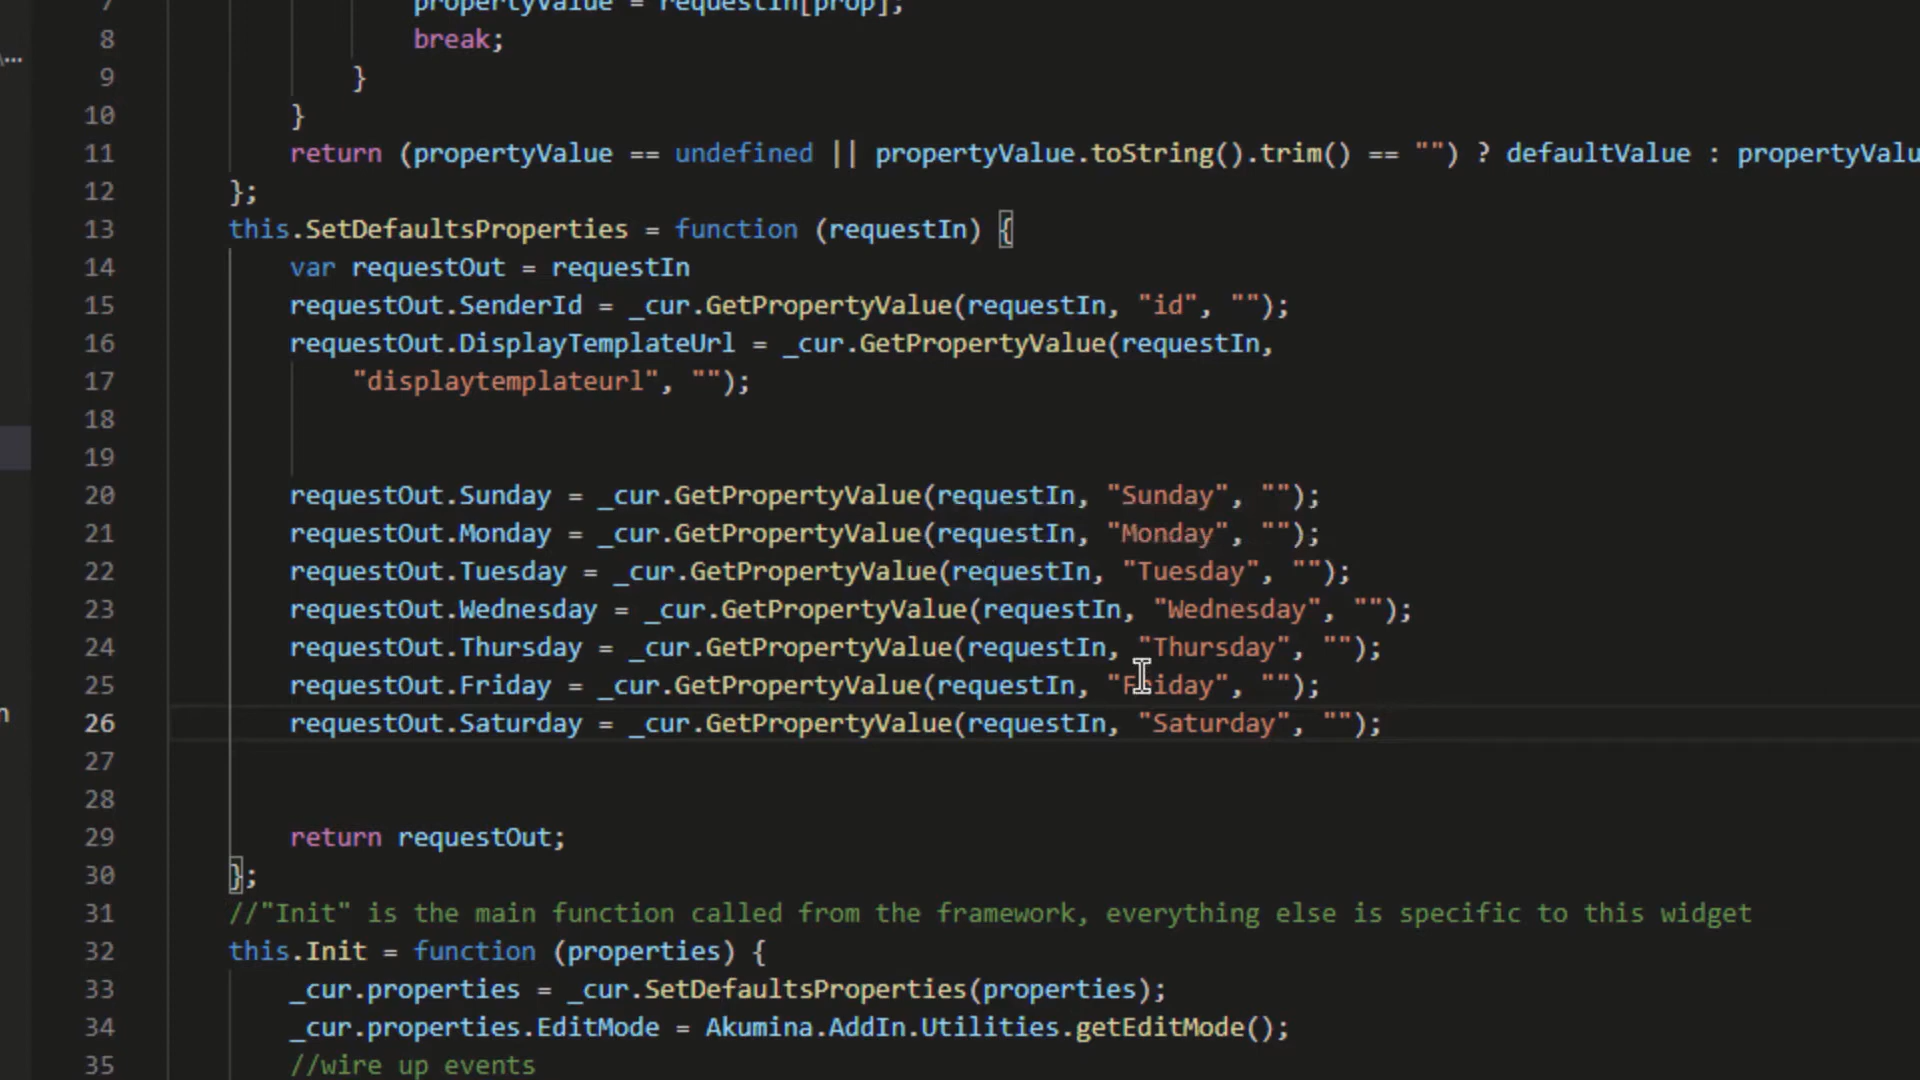 7 propertyValue = requestIn[prop];
8 break;
9 }
10 }
11 return (propertyValue == undefined || propertyValue.toString().trim() == "") ? defaultValue : propertyValu
12 };
13 this.SetDefaultsProperties = function (requestIn) {
14 var requestOut = requestIn
15 requestOut.SenderId = _cur.GetPropertyValue(requestIn, "id", "");
16 requestOut.DisplayTemplateUrl = _cur.GetPropertyValue(requestIn,
17 "displaytemplateurl", "");
18
19
20 requestOut.Sunday = _cur.GetPropertyValue(requestIn, "Sunday", "");
21 requestOut.Monday = _cur.GetPropertyValue(requestIn, "Monday", "");
22 requestOut.Tuesday = _cur.GetPropertyValue(requestIn, "Tuesday", "");
23 requestOut.Wednesday = _cur.GetPropertyValue(requestIn, "Wednesday", "");
24 requestOut.Thursday = _cur.GetPropertyValue(requestIn, "Thursday", "");
25 requestOut.Friday = _cur.GetPropertyValue(requestIn, "Friday", "");
26 requestOut.Saturday = _cur.GetPropertyValue(requestIn, "Saturday", "");
27
28
29 return requestOut;
30 };
31 //"Init" is the main function called from the framework, everything else is specific to this widget
32 this.Init = function (properties) {
33 _cur.properties = _cur.SetDefaultsProperties(properties);
34 _cur.properties.EditMode = Akumina.AddIn.Utilities.getEditMode();
35 //wire up events